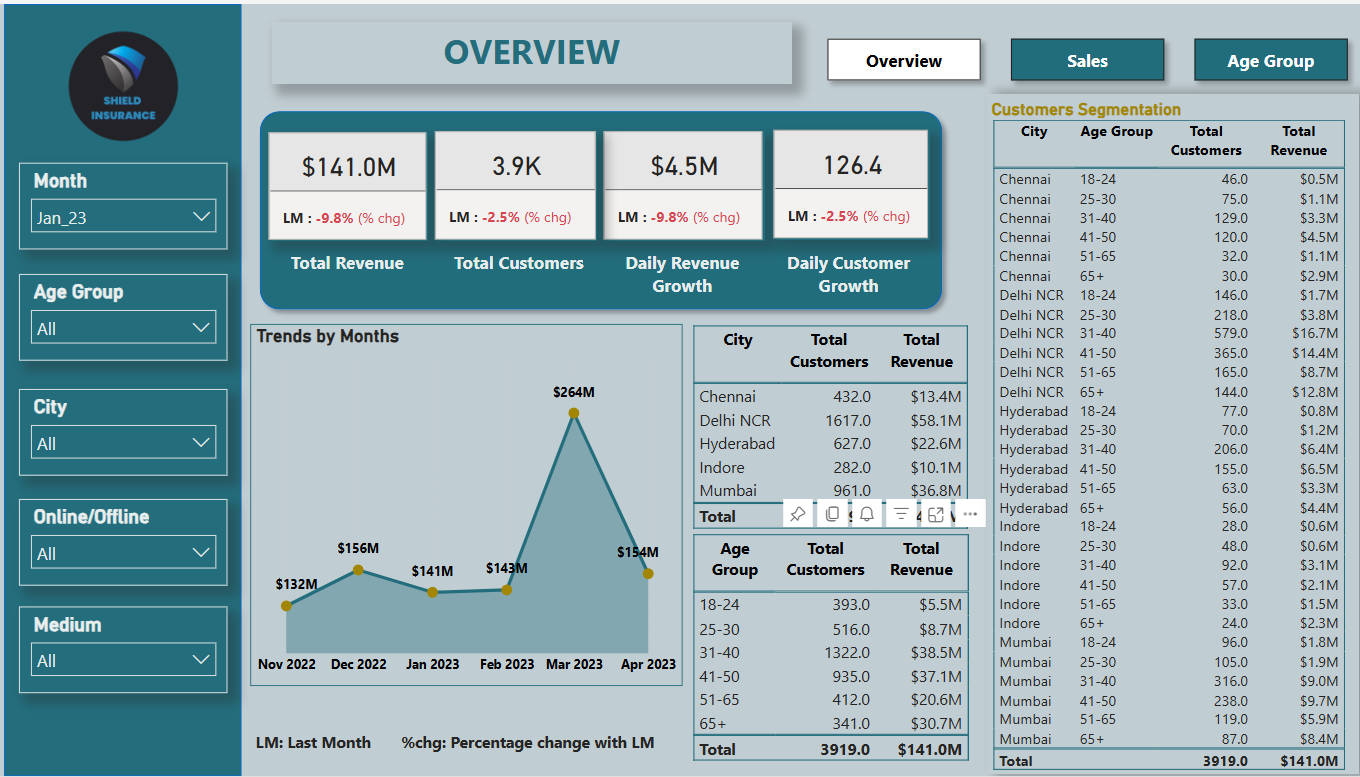 SHIELD
INSURANCE
Month
Jan_23
Age Group
All
City
All
Online/Offline
All
Medium
All
OVERVIEW
Overview
Sales
Age Group
$141.0M
LM : -9.8% (% chg)
Total Revenue
3.9K
LM : -2.5% (% chg)
Total Customers
$4.5M
LM : -9.8% (% chg)
Daily Revenue
Growth
126.4
LM : -2.5% (% chg)
Daily Customer
Growth
Trends by Months
$132M
$156M
$141M
$143M
$264M
$154M
Nov 2022 Dec 2022 Jan 2023 Feb 2023 Mar 2023 Apr 2023
LM: Last Month %chg: Percentage change with LM
City Total Customers Total Revenue
Chennai 432.0 $13.4M
Delhi NCR 1617.0 $58.1M
Hyderabad 627.0 $22.6M
Indore 282.0 $10.1M
Mumbai 961.0 $36.8M
Total
Age Group Total Customers Total Revenue
18-24 393.0 $5.5M
25-30 516.0 $8.7M
31-40 1322.0 $38.5M
41-50 935.0 $37.1M
51-65 412.0 $20.6M
65+ 341.0 $30.7M
Total 3919.0 $141.0M
Customers Segmentation
City Age Group Total Customers Total Revenue
Chennai 18-24 46.0 $0.5M
Chennai 25-30 75.0 $1.1M
Chennai 31-40 129.0 $3.3M
Chennai 41-50 120.0 $4.5M
Chennai 51-65 32.0 $1.1M
Chennai 65+ 30.0 $2.9M
Delhi NCR 18-24 146.0 $1.7M
Delhi NCR 25-30 218.0 $3.8M
Delhi NCR 31-40 579.0 $16.7M
Delhi NCR 41-50 365.0 $14.4M
Delhi NCR 51-65 165.0 $8.7M
Delhi NCR 65+ 144.0 $12.8M
Hyderabad 18-24 77.0 $0.8M
Hyderabad 25-30 70.0 $1.2M
Hyderabad 31-40 206.0 $6.4M
Hyderabad 41-50 155.0 $6.5M
Hyderabad 51-65 63.0 $3.3M
Hyderabad 65+ 56.0 $4.4M
Indore 18-24 28.0 $0.6M
Indore 25-30 48.0 $0.6M
Indore 31-40 92.0 $3.1M
Indore 41-50 57.0 $2.1M
Indore 51-65 33.0 $1.5M
Indore 65+ 24.0 $2.3M
Mumbai 18-24 96.0 $1.8M
Mumbai 25-30 105.0 $1.9M
Mumbai 31-40 316.0 $9.0M
Mumbai 41-50 238.0 $9.7M
Mumbai 51-65 119.0 $5.9M
Mumbai 65+ 87.0 $8.4M
Total 3919.0 $141.0M